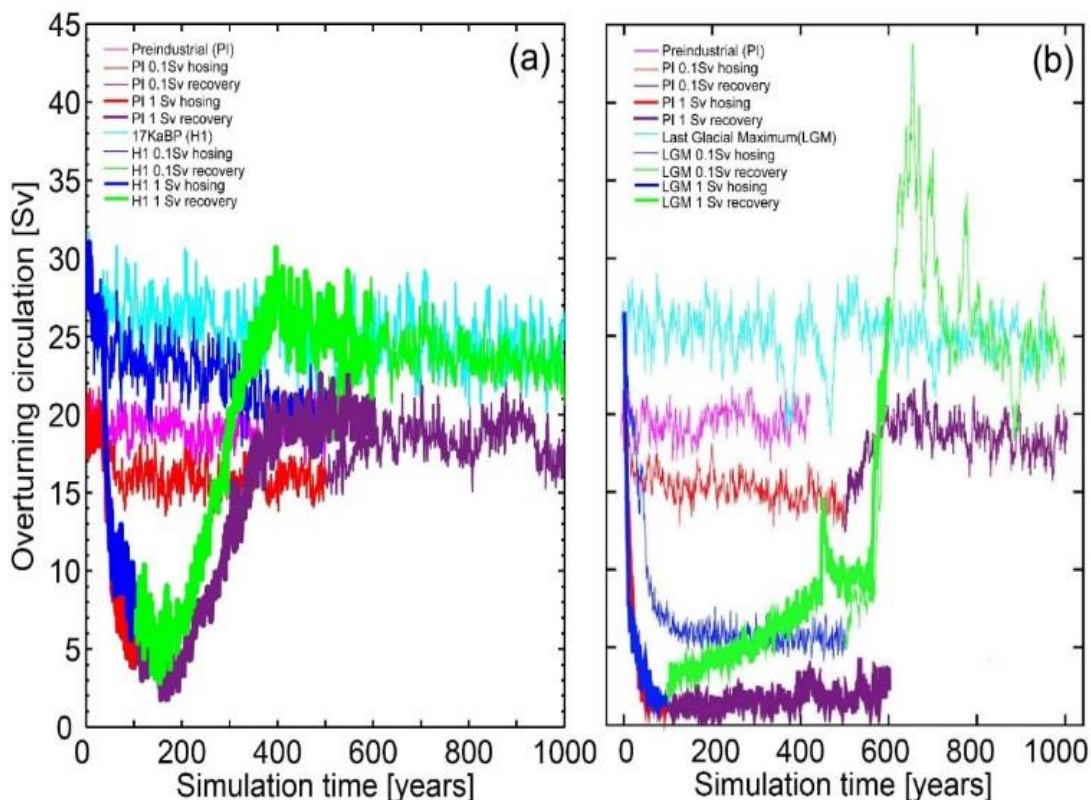 Overturning circulation [Sv]
45
40
35
30
25
20
15
10
5
0
(a)
Preindustrial (PI)
PI 0.1Sv hosing
PI 0.1Sv recovery
PI 1 Sv hosing
PI 1 Sv recovery
17KaBP (H1)
H1 0.1Sv hosing
H1 0.1Sv recovery
H1 1 Sv hosing
H1 1 Sv recovery
0 200 400 600 800 1000
Simulation time [years]
(b)
Preindustrial (PI)
PI 0.1Sv hosing
PI 0.1Sv recovery
PI 1 Sv hosing
PI 1 Sv recovery
Last Glacial Maximum(LGM)
LGM 0.1Sv hosing
LGM 0.1Sv recovery
LGM 1 Sv hosing
LGM 1 Sv recovery
0 200 400 600 800 1000
Simulation time [years]